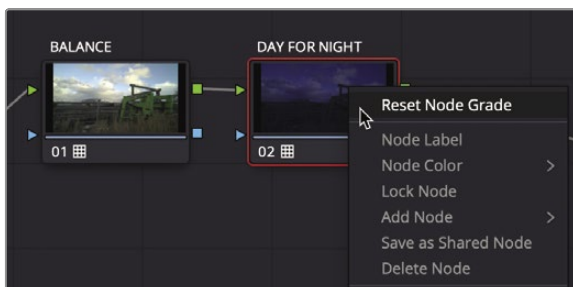 BALANCE
DAY FOR NIGHT
01
02
Reset Node Grade
Node Label
Node Color
Lock Node
Add Node
Save as Shared Node
Delete Node